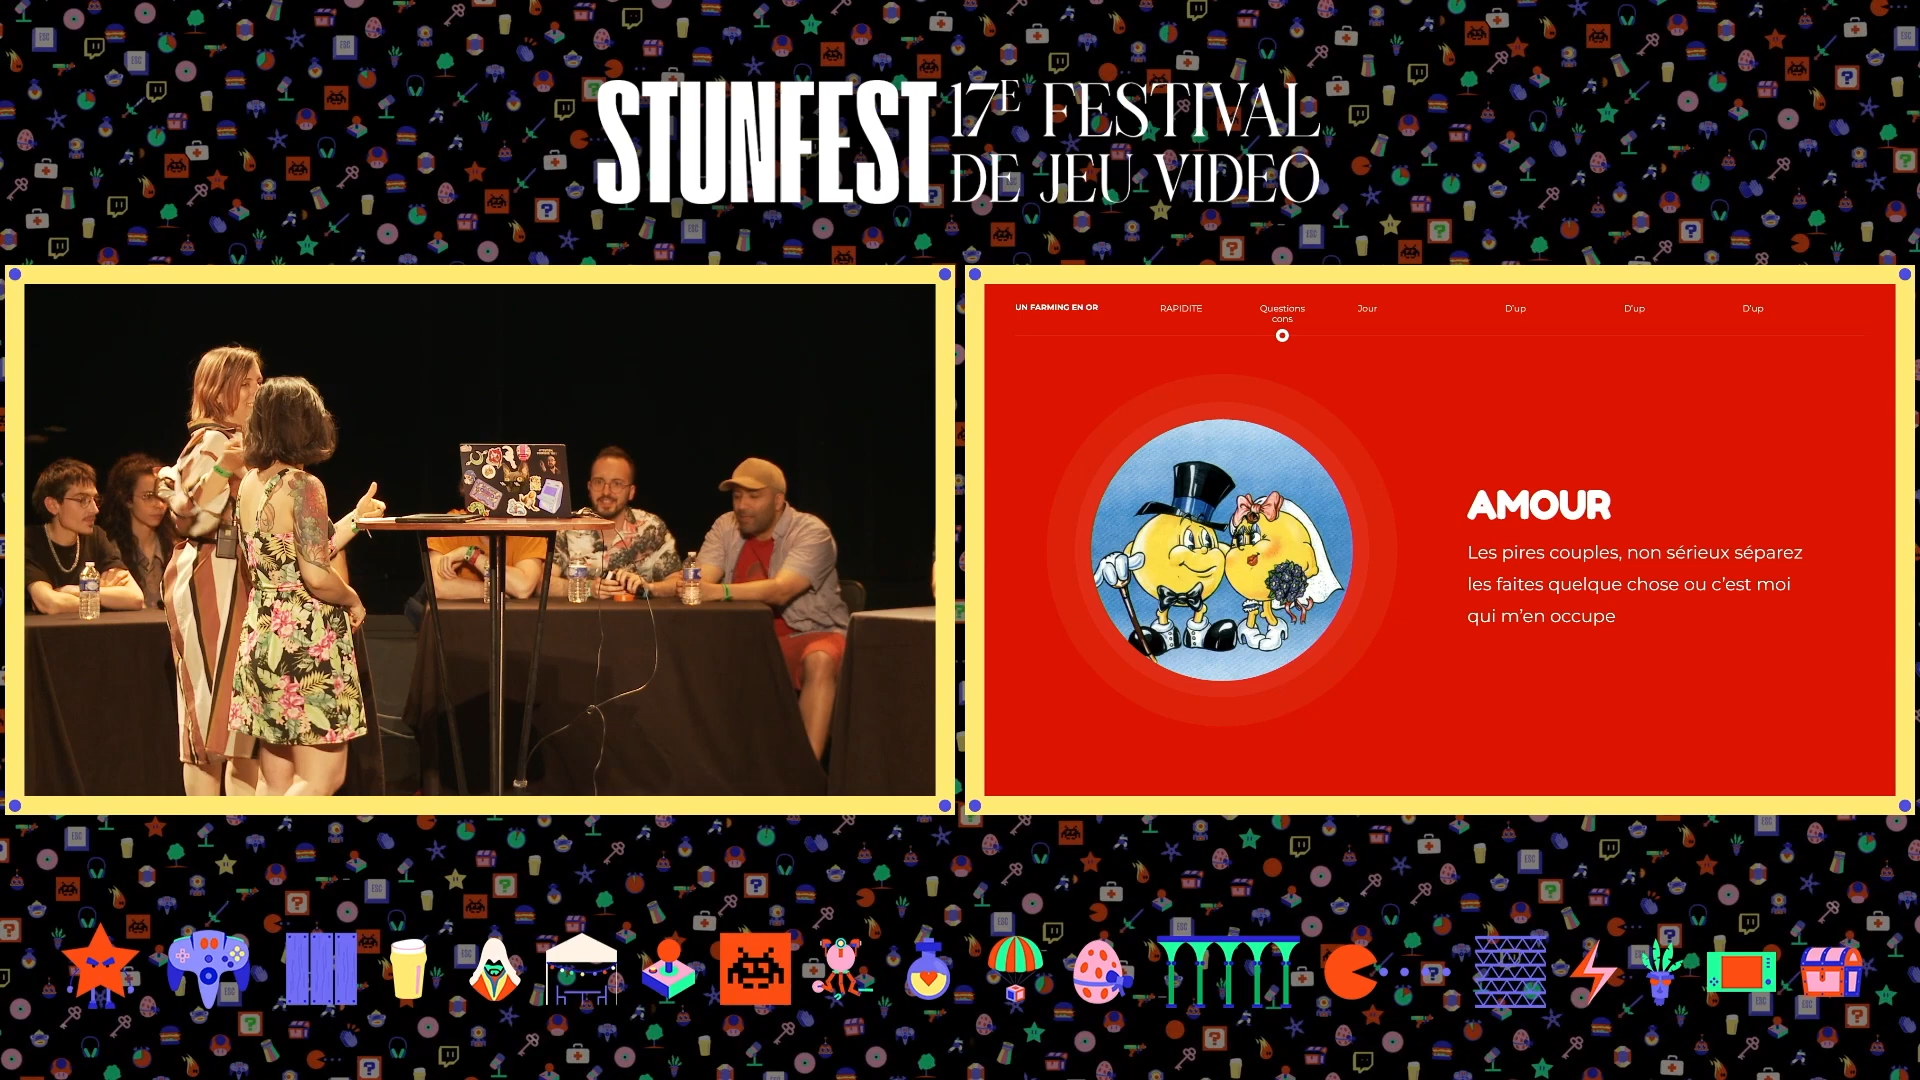 STUNFEST
17E FESTIVAL
DE JEU VIDEO
UN FARMING EN OR
RAPIDITE
Questions
cons
Jour
D'up
D'up
D'up
AMOUR
Les pires couples, non sérieux séparez
les faites quelque chose ou c'est moi
qui m'en occupe